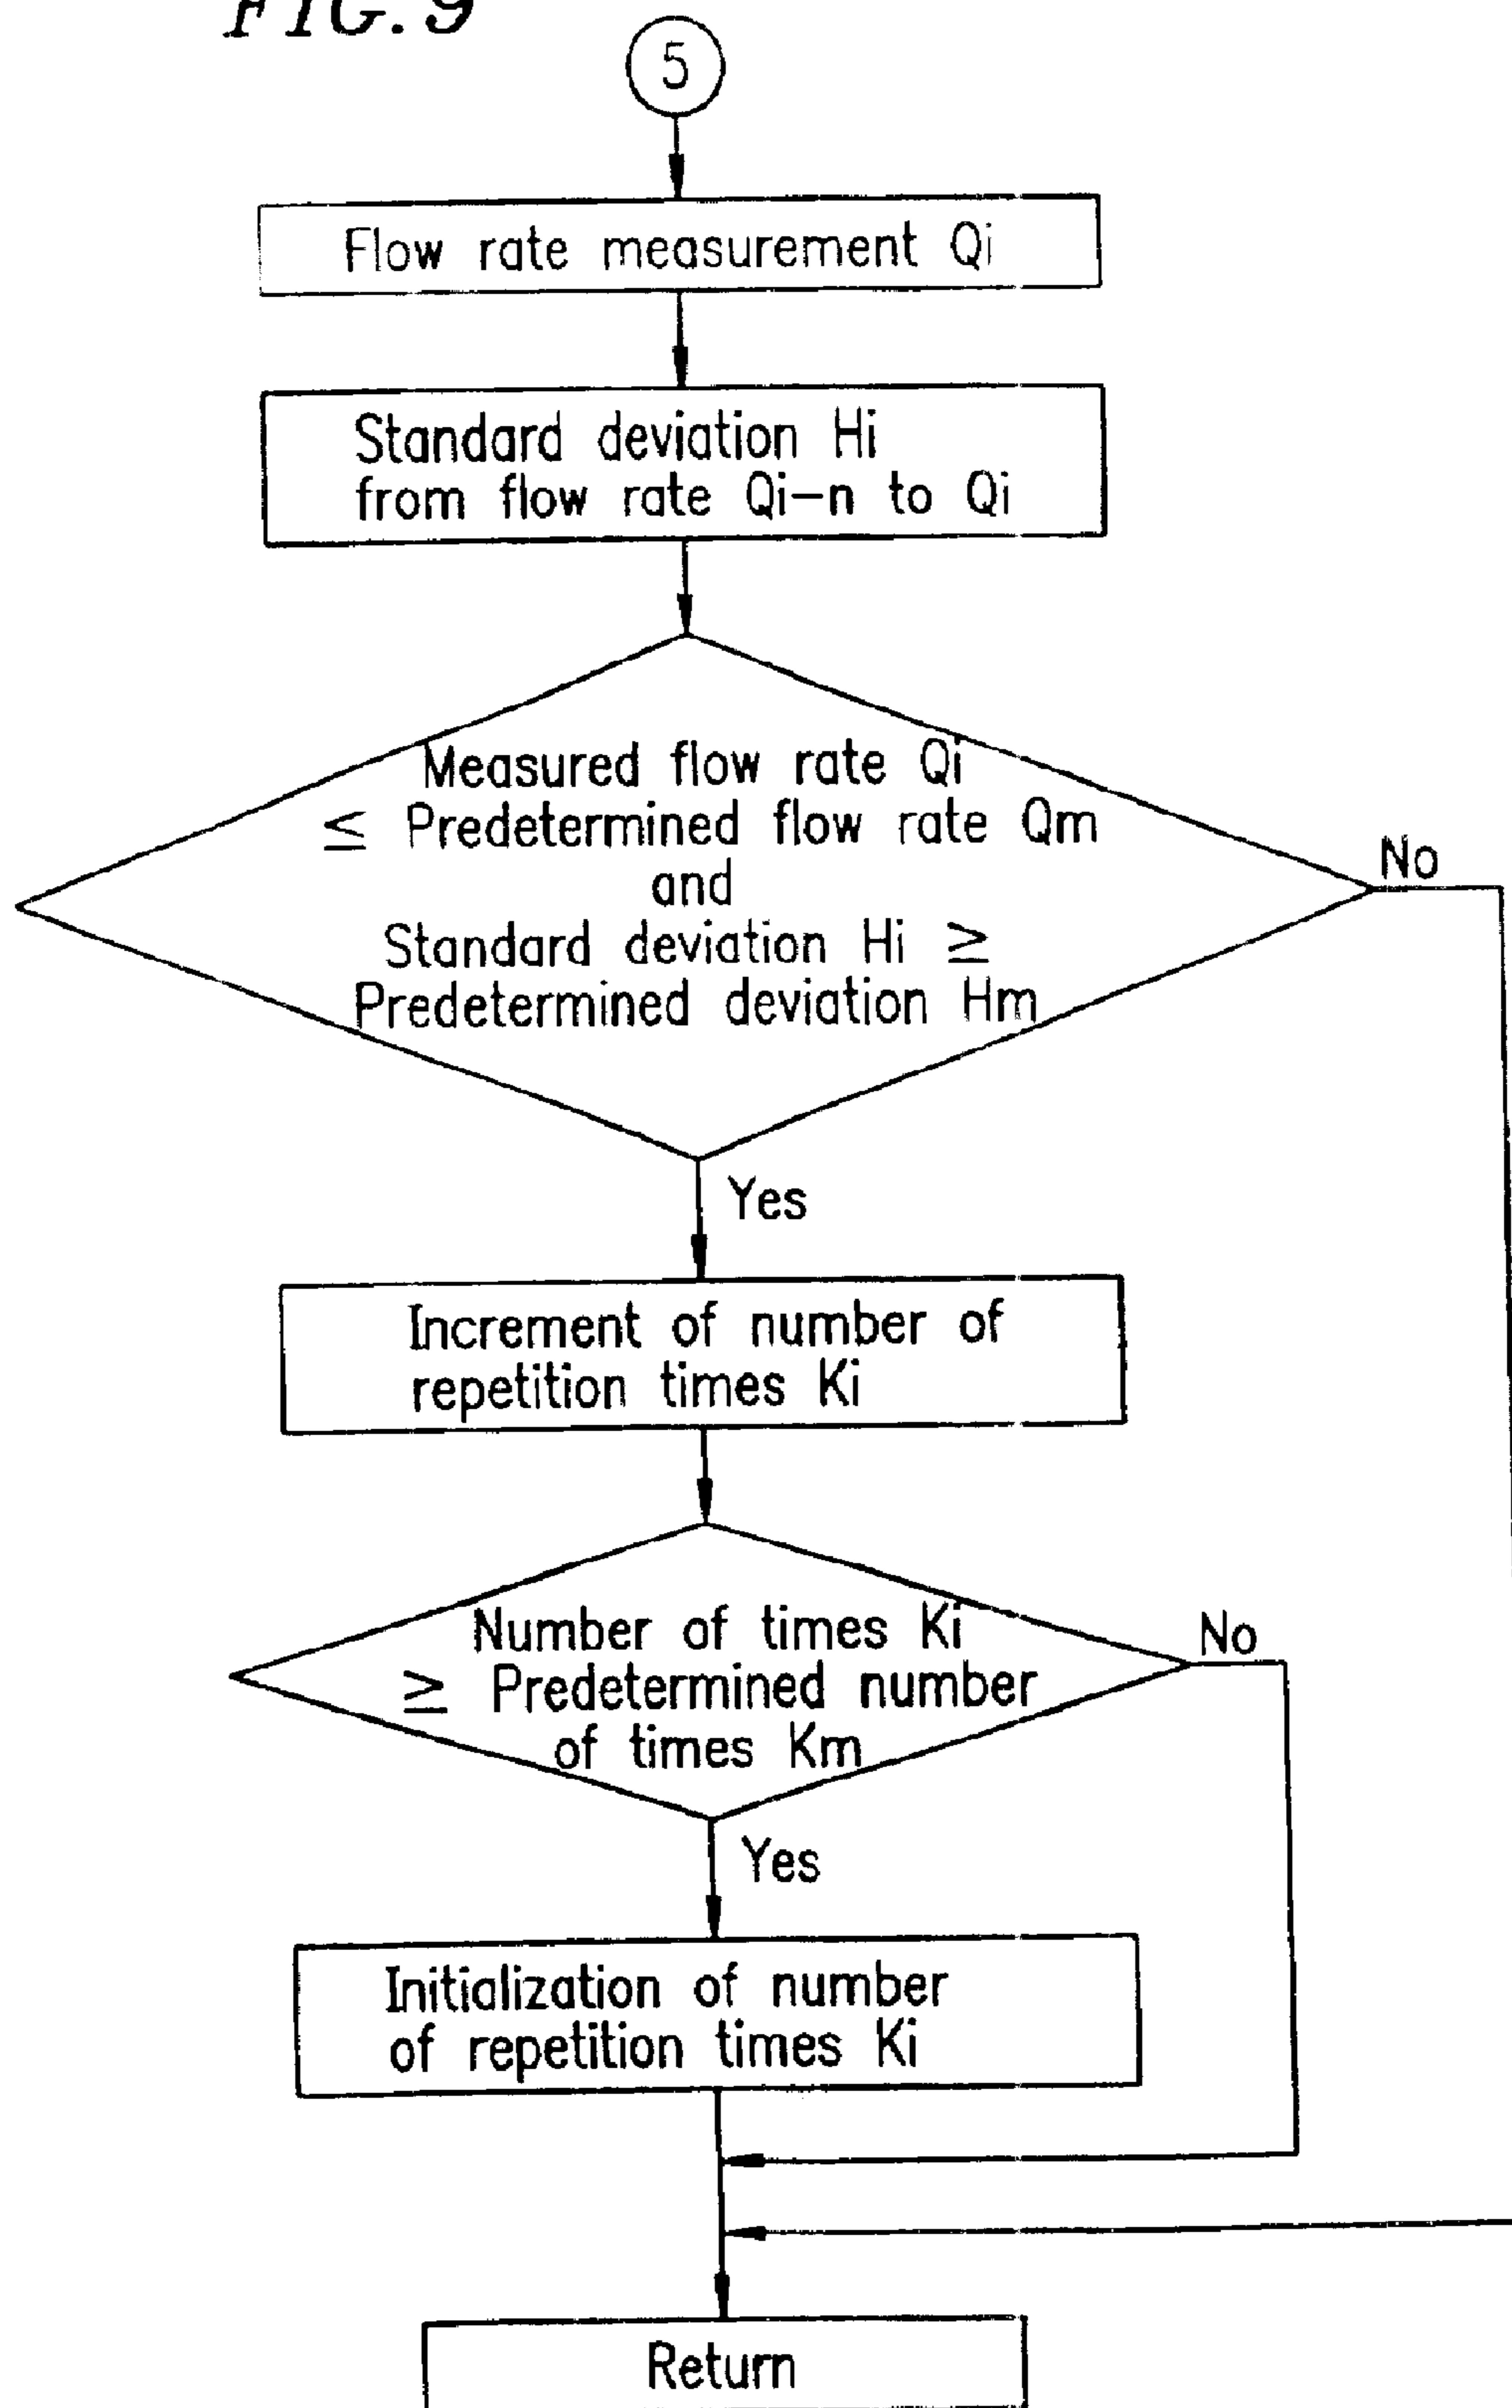 FIG. 9
5
Flow rate measurement Qi
Standard deviation Hi
from flow rate Qi-n to Qi
Measured flow rate Qi
≤ Predetermined flow rate Qm
and
Standard deviation Hi ≥
Predetermined deviation Hm
No
Yes
Increment of number of
repetition times Ki
Number of times Ki
≥ Predetermined number
of times Km
No
Yes
Initialization of number
of repetition times Ki
Return